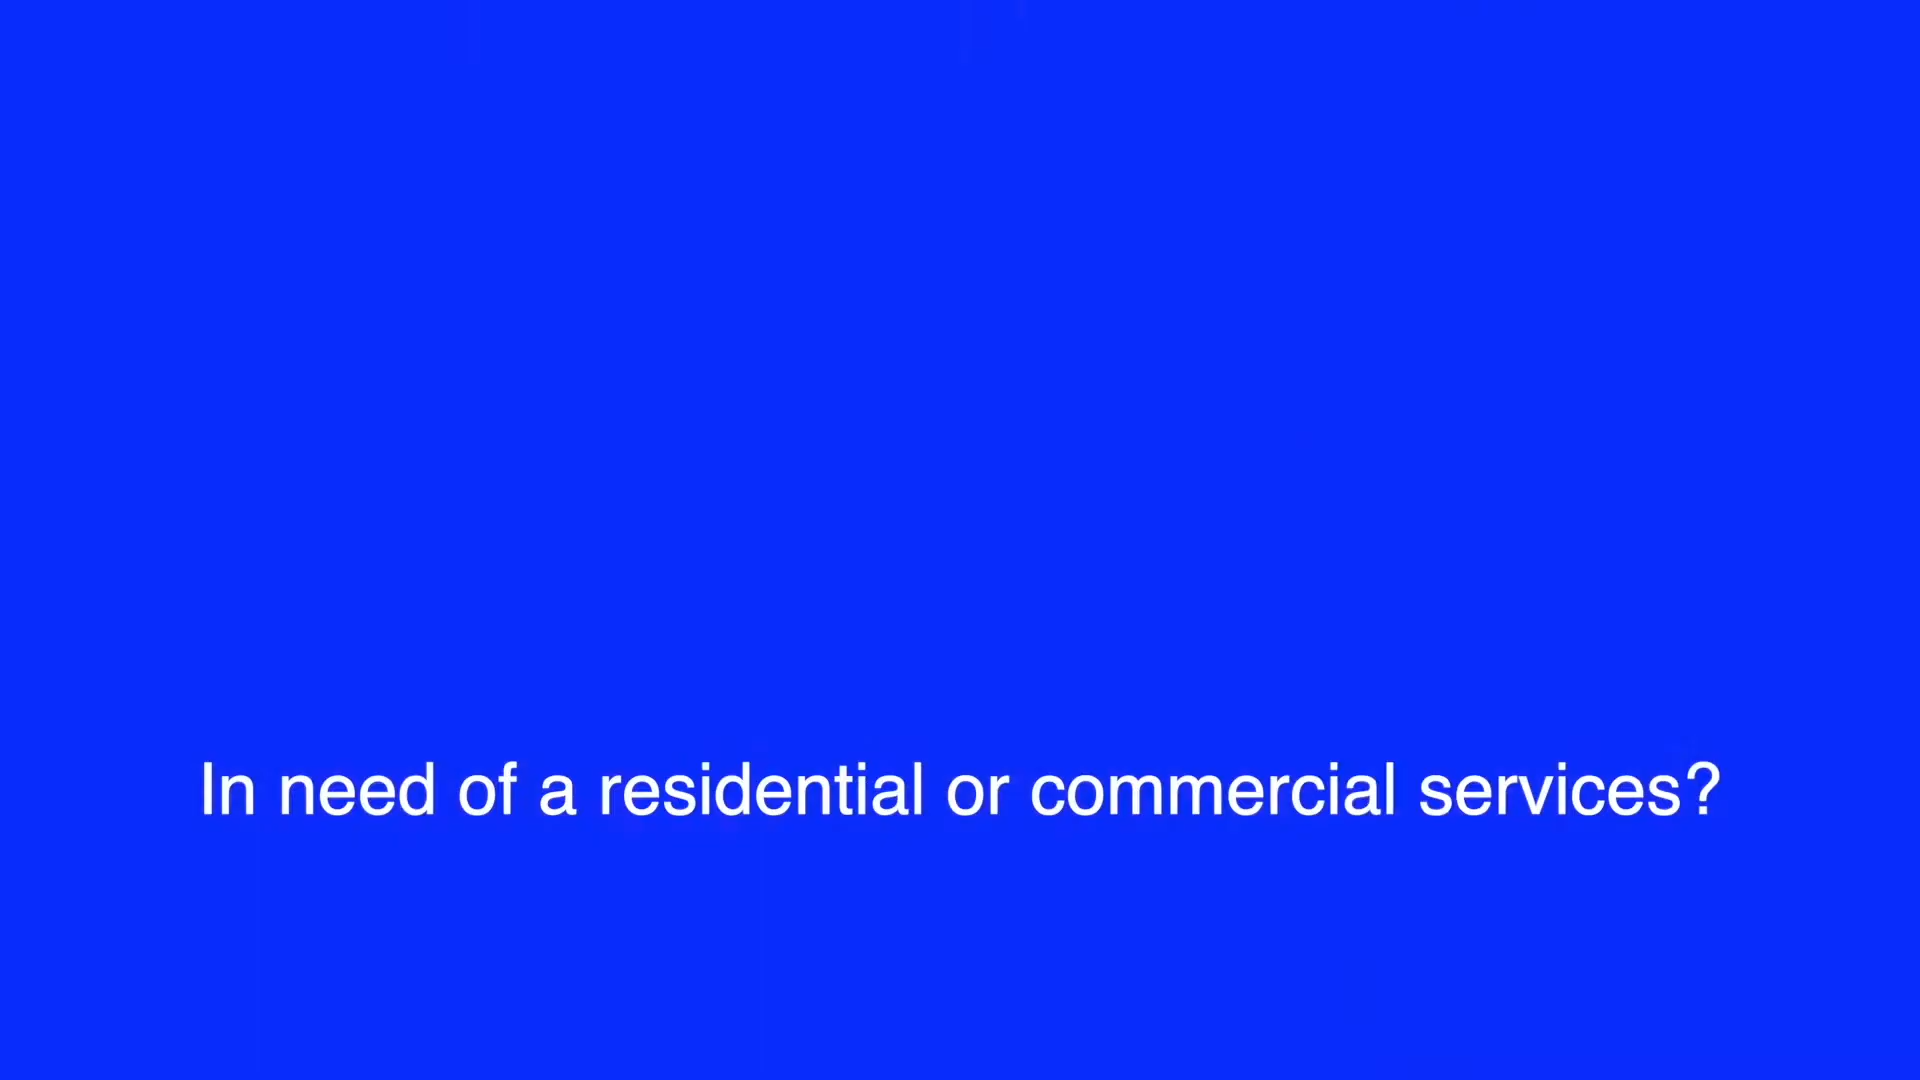 In need of a residential or commercial services?